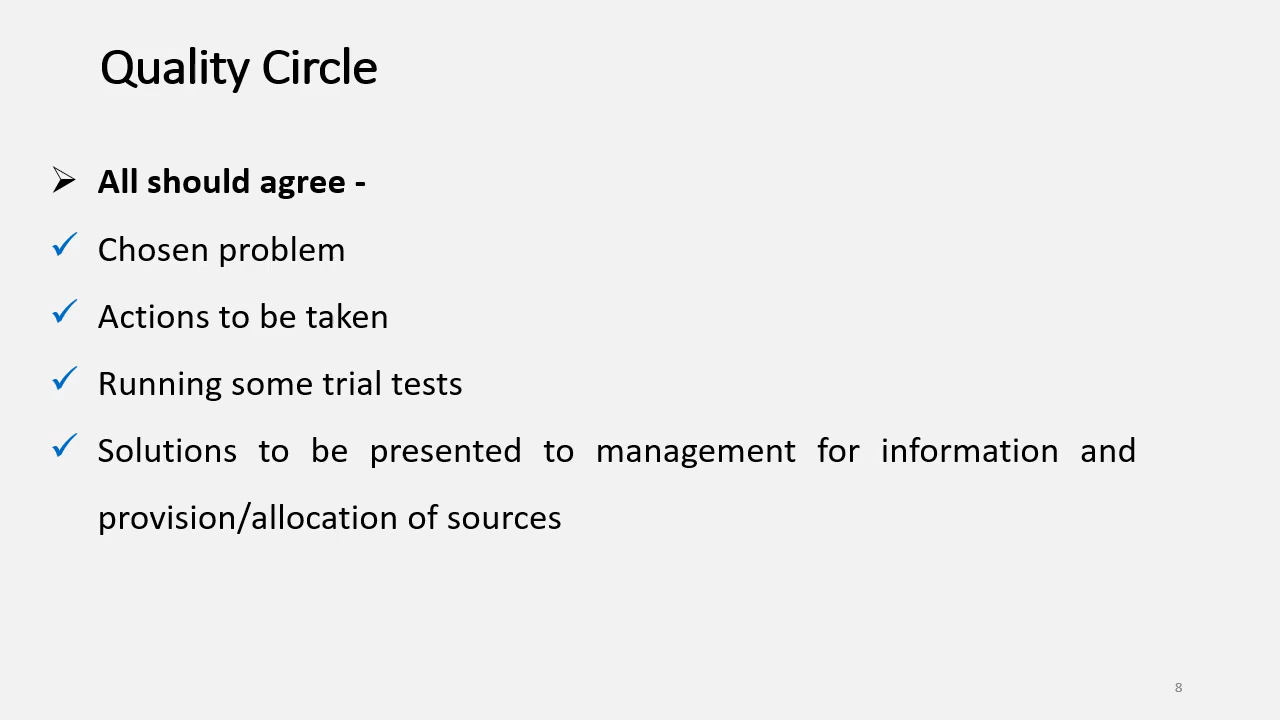 Quality Circle
All should agree -
Chosen problem
Actions to be taken
Running some trial tests
Solutions to be presented to management for information and
provision/allocation of sources
8